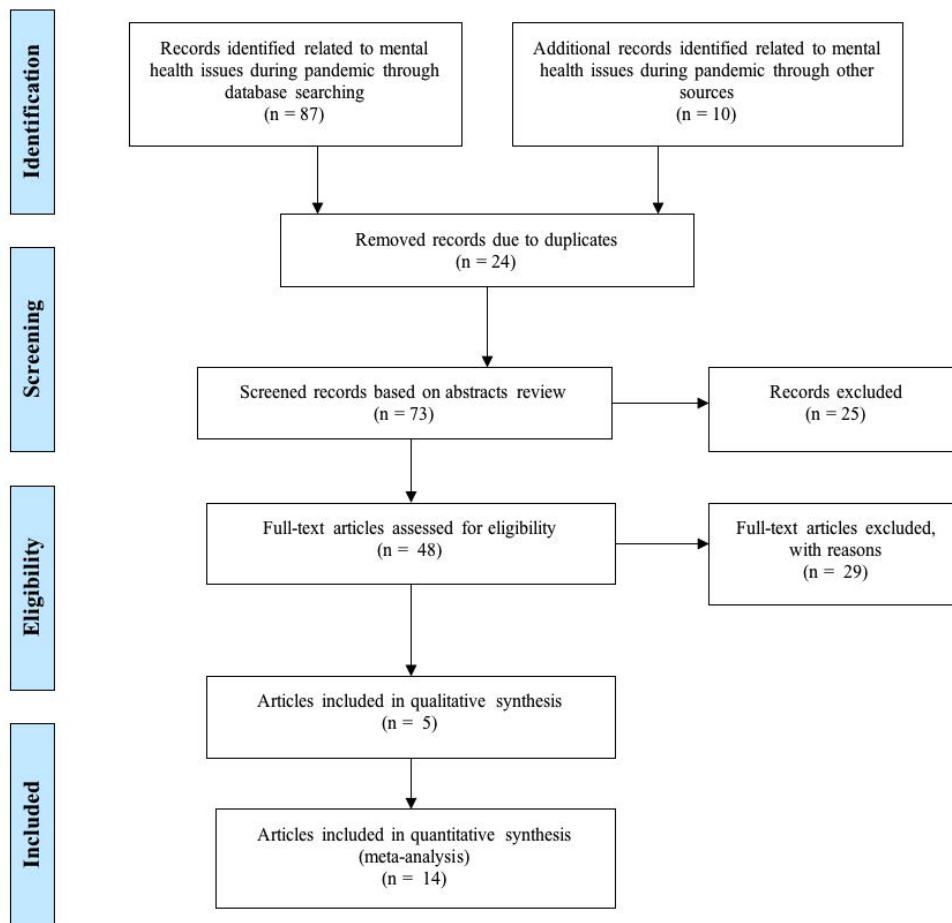 Identification
Records identified related to mental
health issues during pandemic through
database searching
(n = 87)
Additional records identified related to mental
health issues during pandemic through other
sources
(n = 10)
Removed records due to duplicates
(n = 24)
Screening
Screened records based on abstracts review
(n = 73)
Records excluded
(n = 25)
Eligibility
Full-text articles assessed for eligibility
(n = 48)
Full-text articles excluded,
with reasons
(n = 29)
Articles included in qualitative synthesis
(n = 5)
Included
Articles included in quantitative synthesis
(meta-analysis)
n = 14)